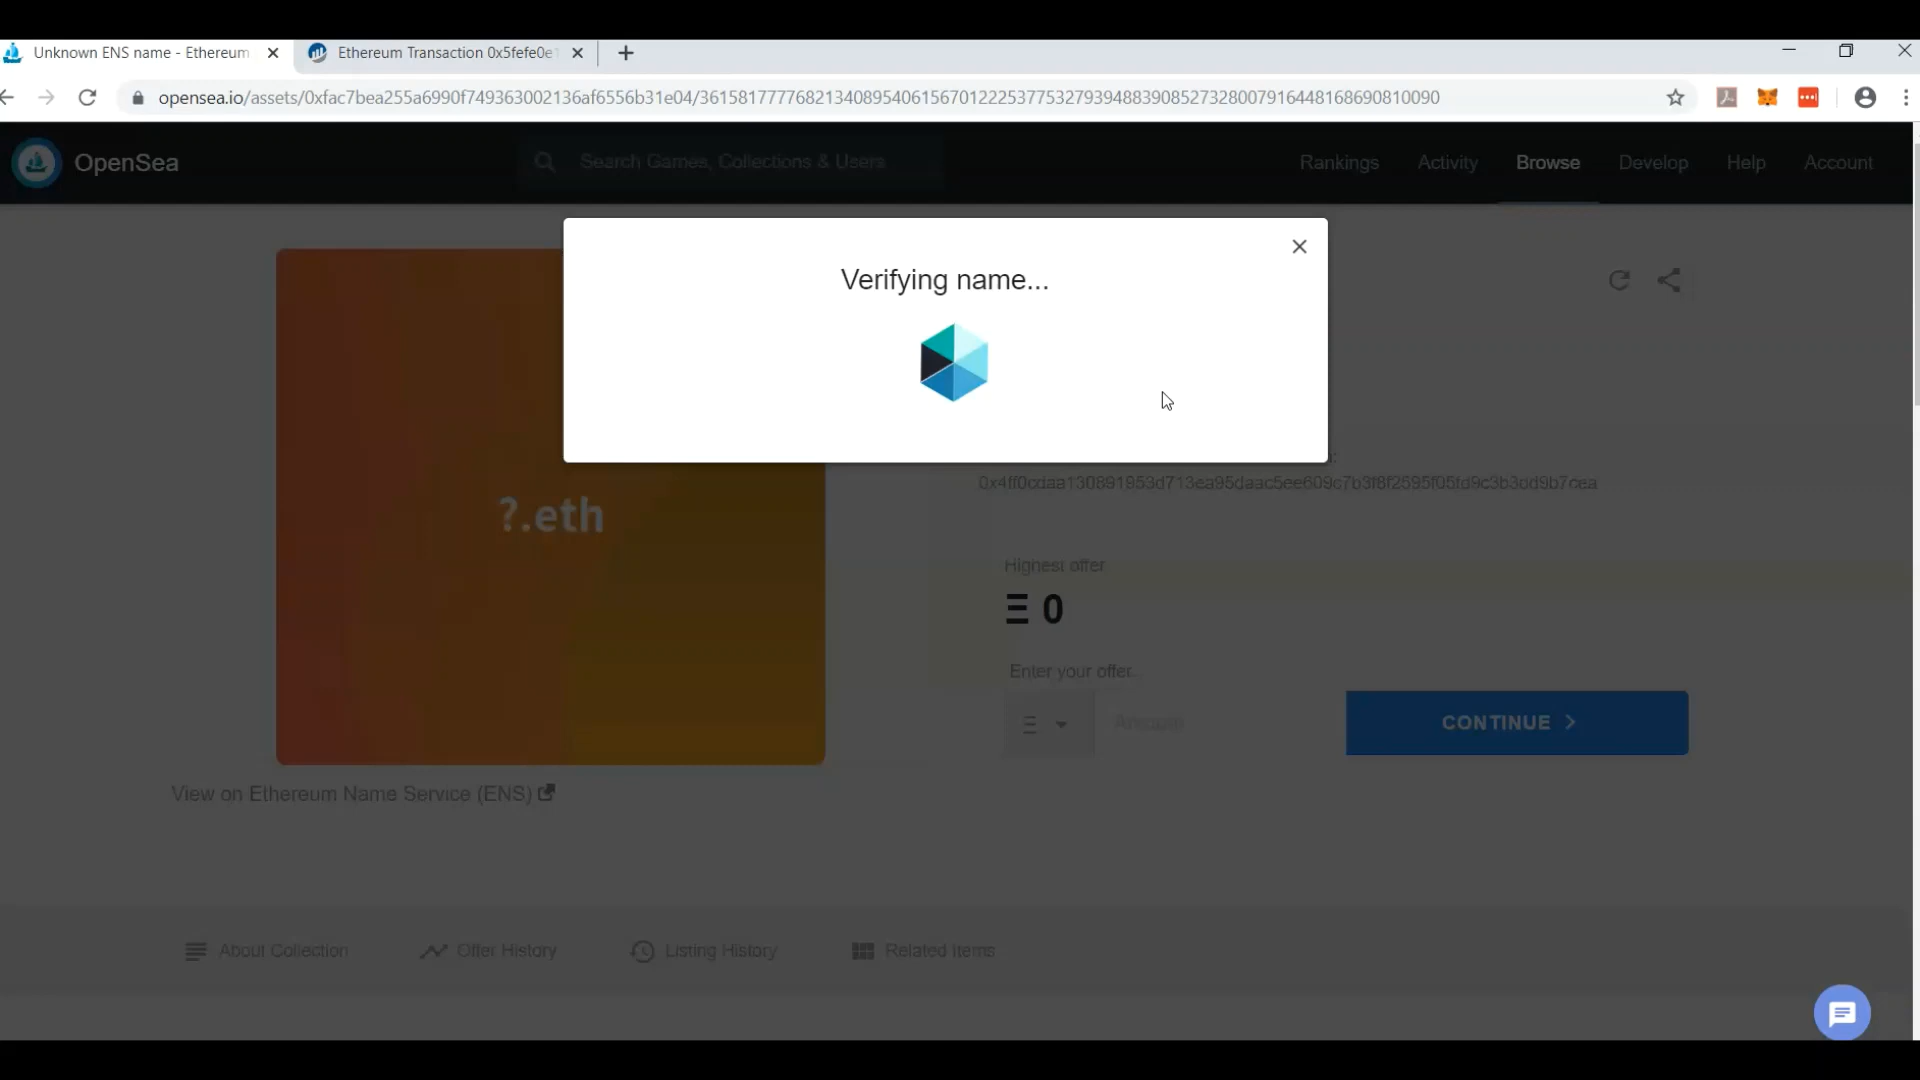 Unknown ENS name - Ethereum
Ethereum Transaction 0x5fefe0e1
opensea.io/assets/0xfac7bea255a6990f749363002136af6556b31e04/36158177776821340895406156701222537753279394883908527328007916448168690810090
OpenSea
Search Games, Collections & Users
Rankings
Activity
Browse
Develop
Help
Account
Verifying name...
?.eth
Highest offer
Ξ 0
Enter your offer...
Ξ
Amount
CONTINUE
View on Ethereum Name Service (ENS)
About Collection
Offer History
Listing History
Related Items